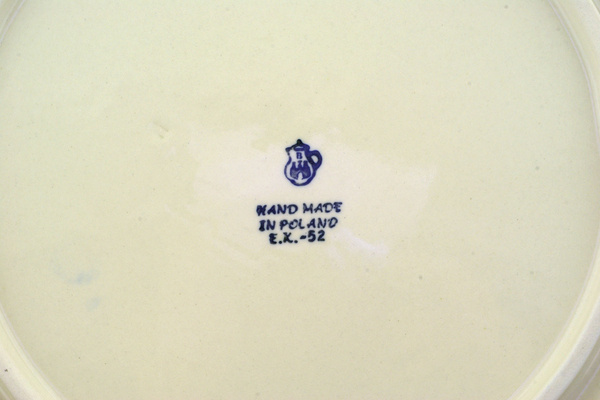 B
HAND MADE
IN POLAND
E.K.-52